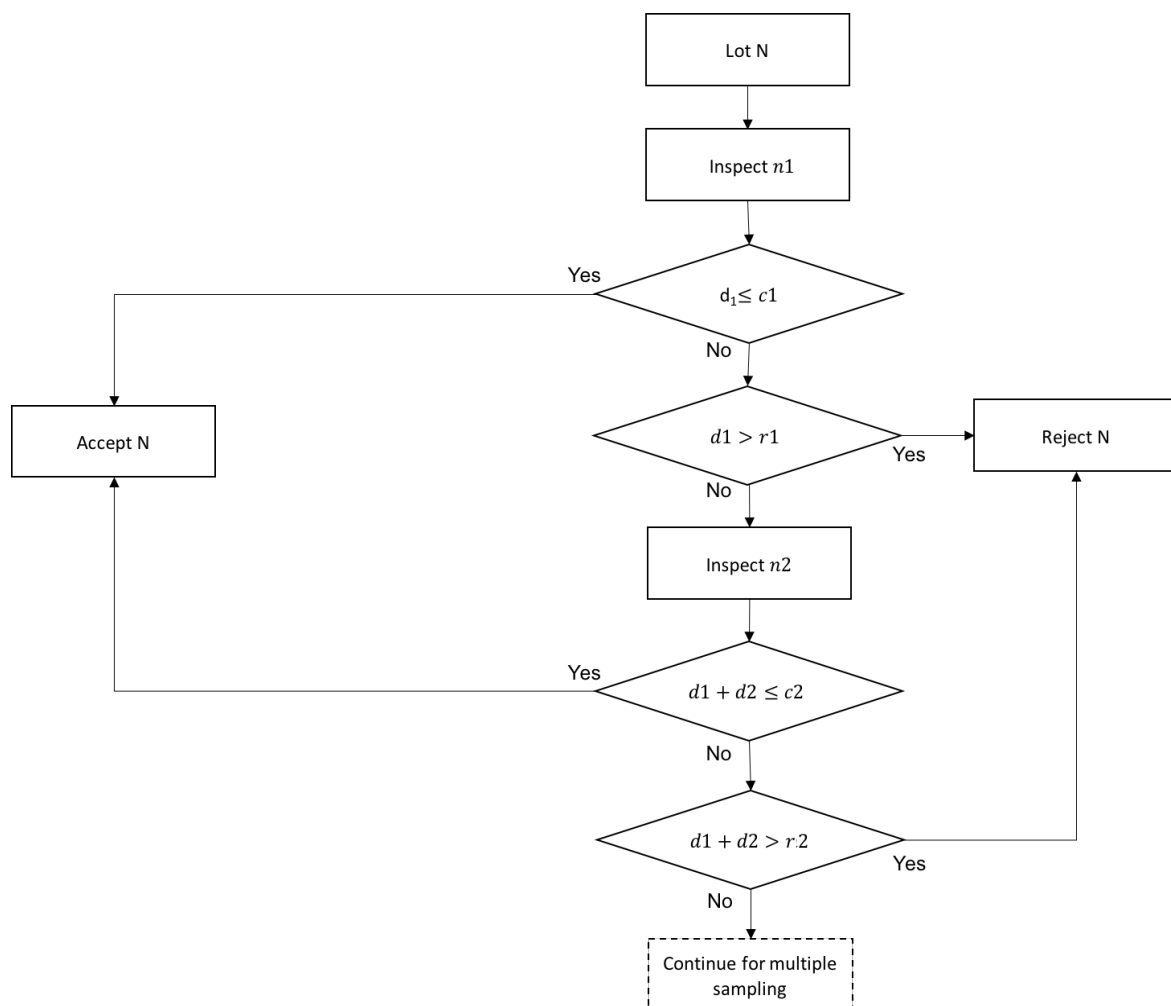 Lot N
Inspect n1
Yes
d₁≤ c1
No
Accept N
d1 > r1
Yes
Reject N
No
Inspect n2
Yes
d1 + d2 ≤ c2
No
d1 + d2 > r2
Yes
No
Continue for multiple
sampling